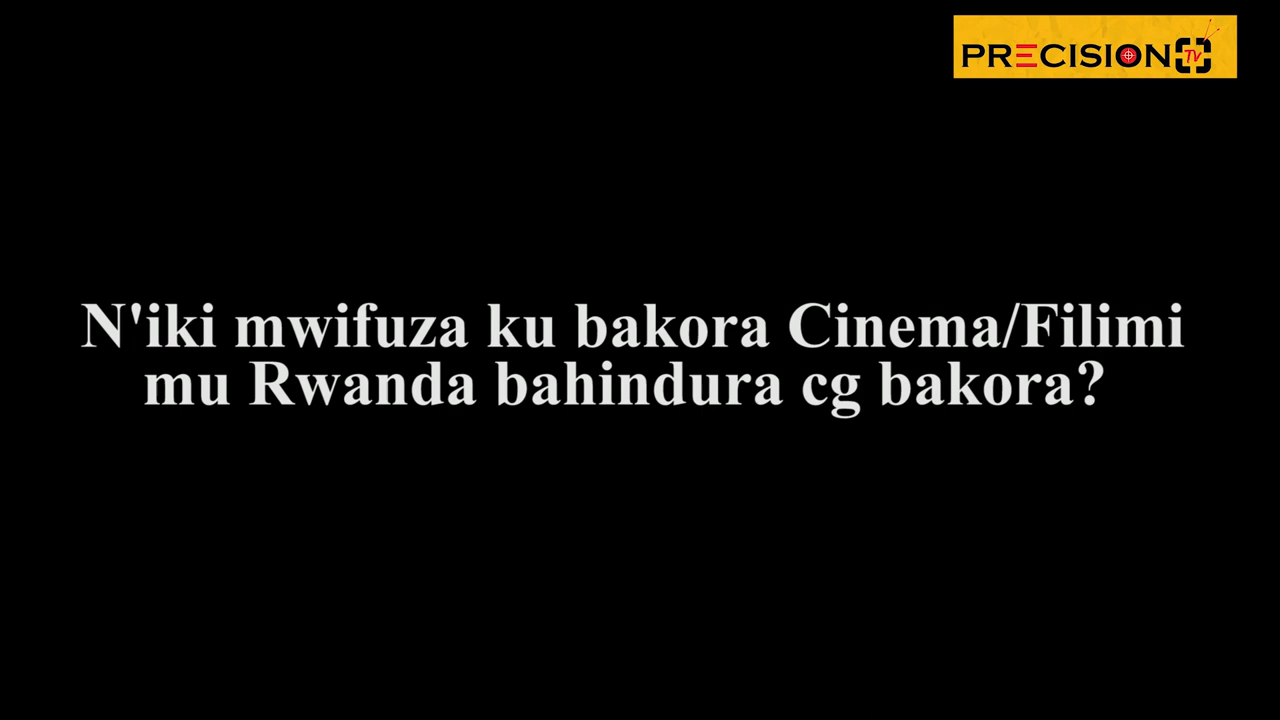 PRECISION TV
N'iki mwifuza ku bakora Cinema/Filimi
mu Rwanda bahindura cg bakora?